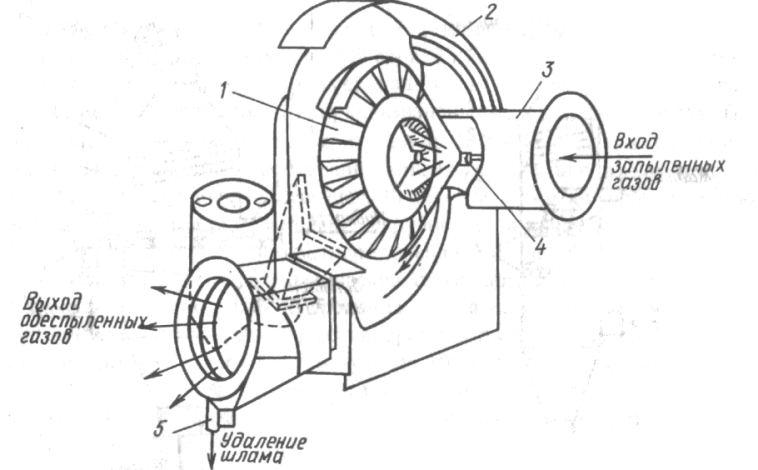 2
1
3
Вход
запыленных
газов
4
Выход
обеспыленных
газов
5
Удаление
шлама